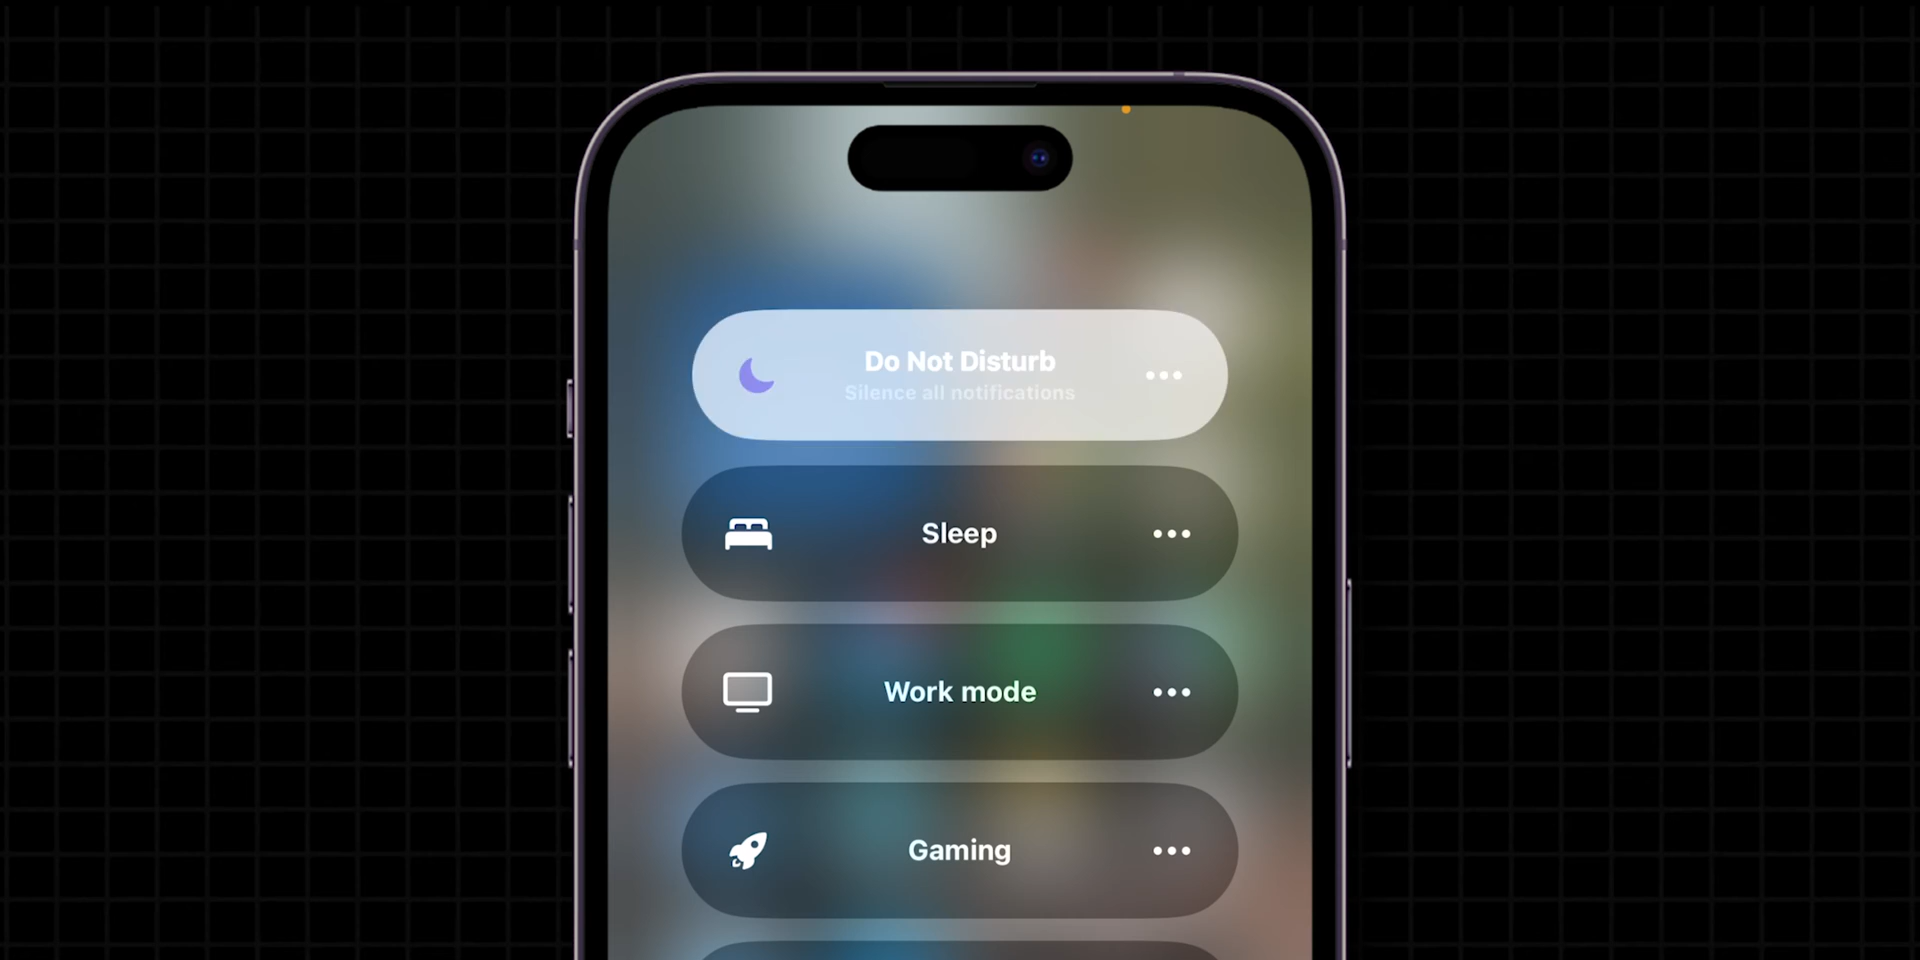 Do Not Disturb
Silence all notifications
Sleep
Work mode
Gaming